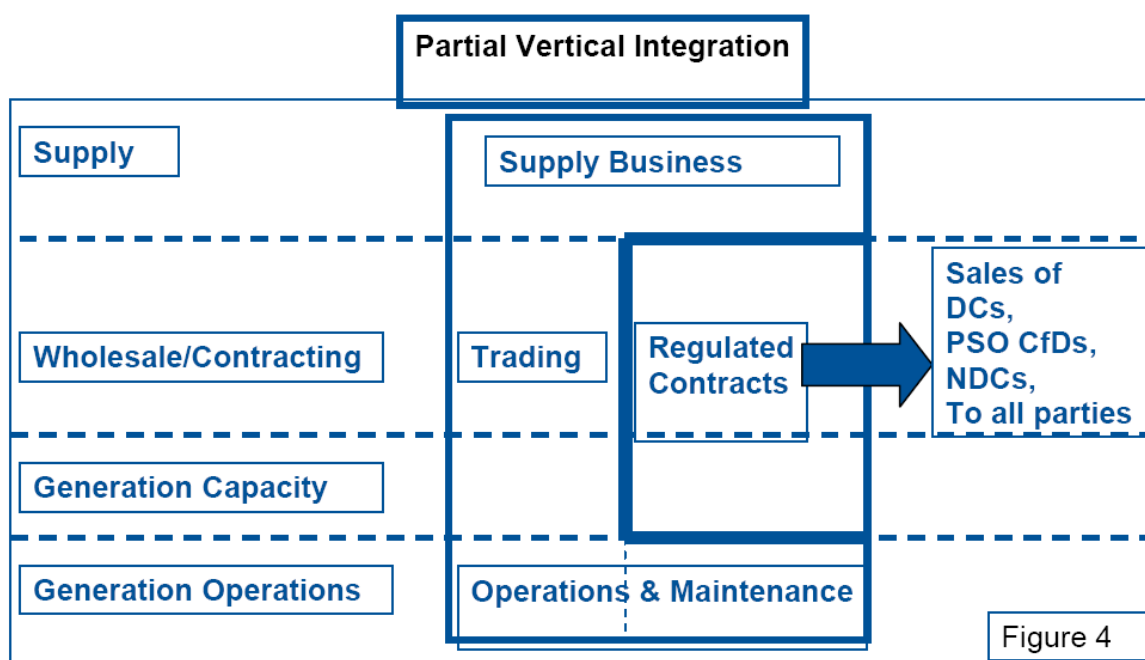 Partial Vertical Integration
Supply
Supply Business
Wholesale/Contracting
Trading
Regulated
Contracts
Sales of
DCs,
PSO CfDs,
NDCs,
To all parties
Generation Capacity
Generation Operations
Operations & Maintenance
Figure 4